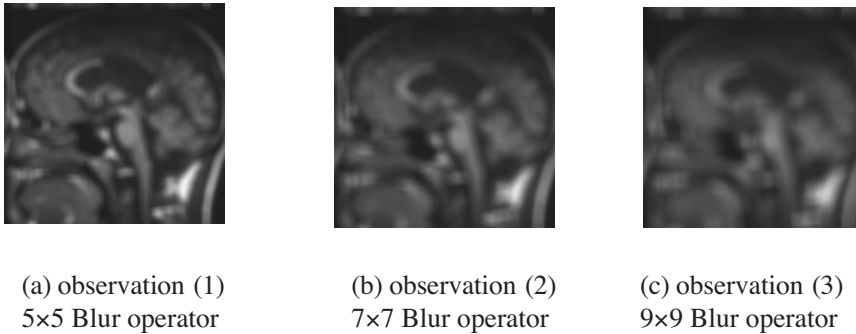 (a) observation (1)
5×5 Blur operator
(b) observation (2)
7×7 Blur operator
(c) observation (3)
9×9 Blur operator